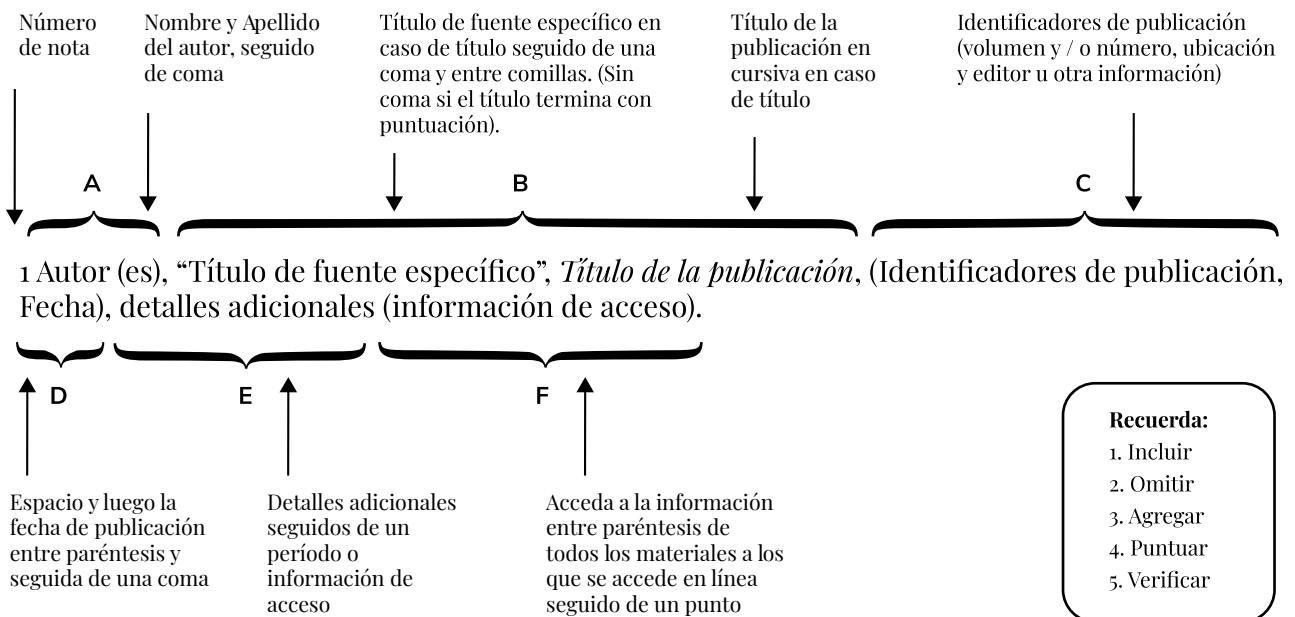 Número
de nota
Nombre y Apellido
del autor, seguido
de coma
Título de fuente específico en
caso de título seguido de una
coma y entre comillas. (Sin
coma si el título termina con
puntuación).
Título de la
publicación en
cursiva en caso
de título
Identificadores de publicación
(volumen y / o número, ubicación
y editor u otra información)
A
B
C
1 Autor (es), “Título de fuente específico”, Título de la publicación, (Identificadores de publicación,
Fecha), detalles adicionales (información de acceso).
D
E
F
Espacio y luego la
fecha de publicación
entre paréntesis y
seguida de una coma
Detalles adicionales
seguidos de un
período o
información de
acceso
Acceda a la información
entre paréntesis de
todos los materiales a los
que se accede en línea
seguido de un punto
Recuerda:
1. Incluir
2. Omitir
3. Agregar
4. Puntuar
5. Verificar